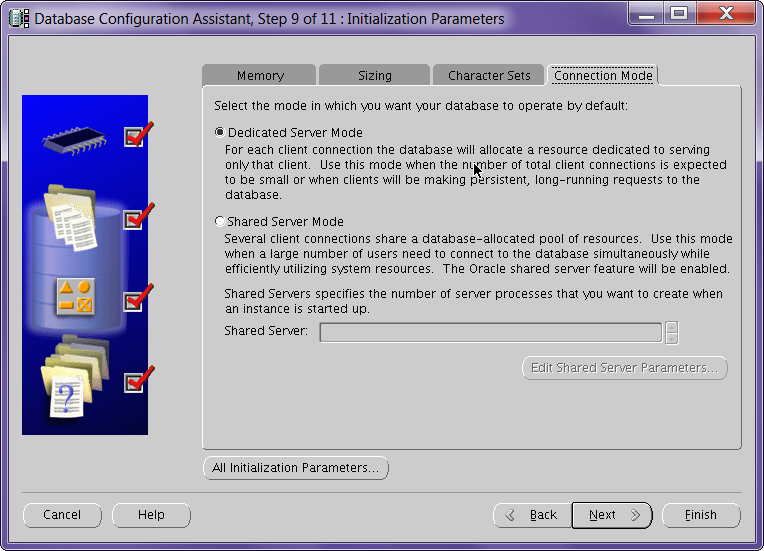 Database Configuration Assistant, Step 9 of 11 : Initialization Parameters
Memory
Sizing
Character Sets
Connection Mode
Select the mode in which you want your database to operate by default:
Dedicated Server Mode
For each client connection the database will allocate a resource dedicated to serving
only that client. Use this mode when the number of total client connections is expected
to be small or when clients will be making persistent, long-running requests to the
database.
Shared Server Mode
Several client connections share a database-allocated pool of resources. Use this mode
when a large number of users need to connect to the database simultaneously while
efficiently utilizing system resources. The Oracle shared server feature will be enabled.
Shared Servers specifies the number of server processes that you want to create when
an instance is started up.
Shared Server:
Edit Shared Server Parameters...
All Initialization Parameters...
Cancel
Help
Back
Next
Finish